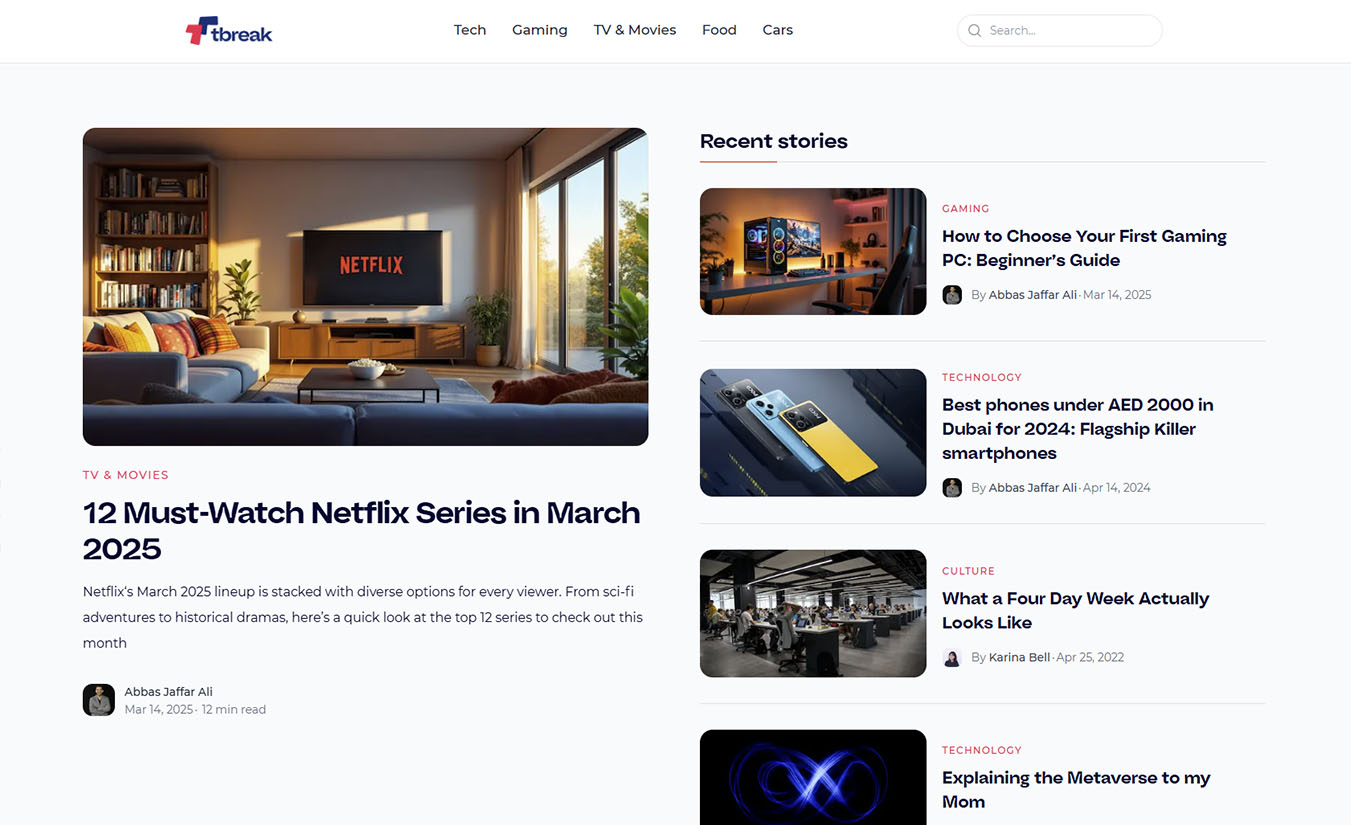 tbreak
Tech
Gaming
TV & Movies
Food
Cars
Search...
NETFLIX
TV & MOVIES
12 Must-Watch Netflix Series in March
2025
Netflix's March 2025 lineup is stacked with diverse options for every viewer. From sci-fi
adventures to historical dramas, here's a quick look at the top 12 series to check out this
month
Abbas Jaffar Ali
Mar 14, 2025 · 12 min read
Recent stories
GAMING
How to Choose Your First Gaming
PC: Beginner's Guide
By Abbas Jaffar Ali · Mar 14, 2025
POCO
TECHNOLOGY
Best phones under AED 2000 in
Dubai for 2024: Flagship Killer
smartphones
By Abbas Jaffar Ali · Apr 14, 2024
CULTURE
What a Four Day Week Actually
Looks Like
By Karina Bell · Apr 25, 2022
TECHNOLOGY
Explaining the Metaverse to my
Mom